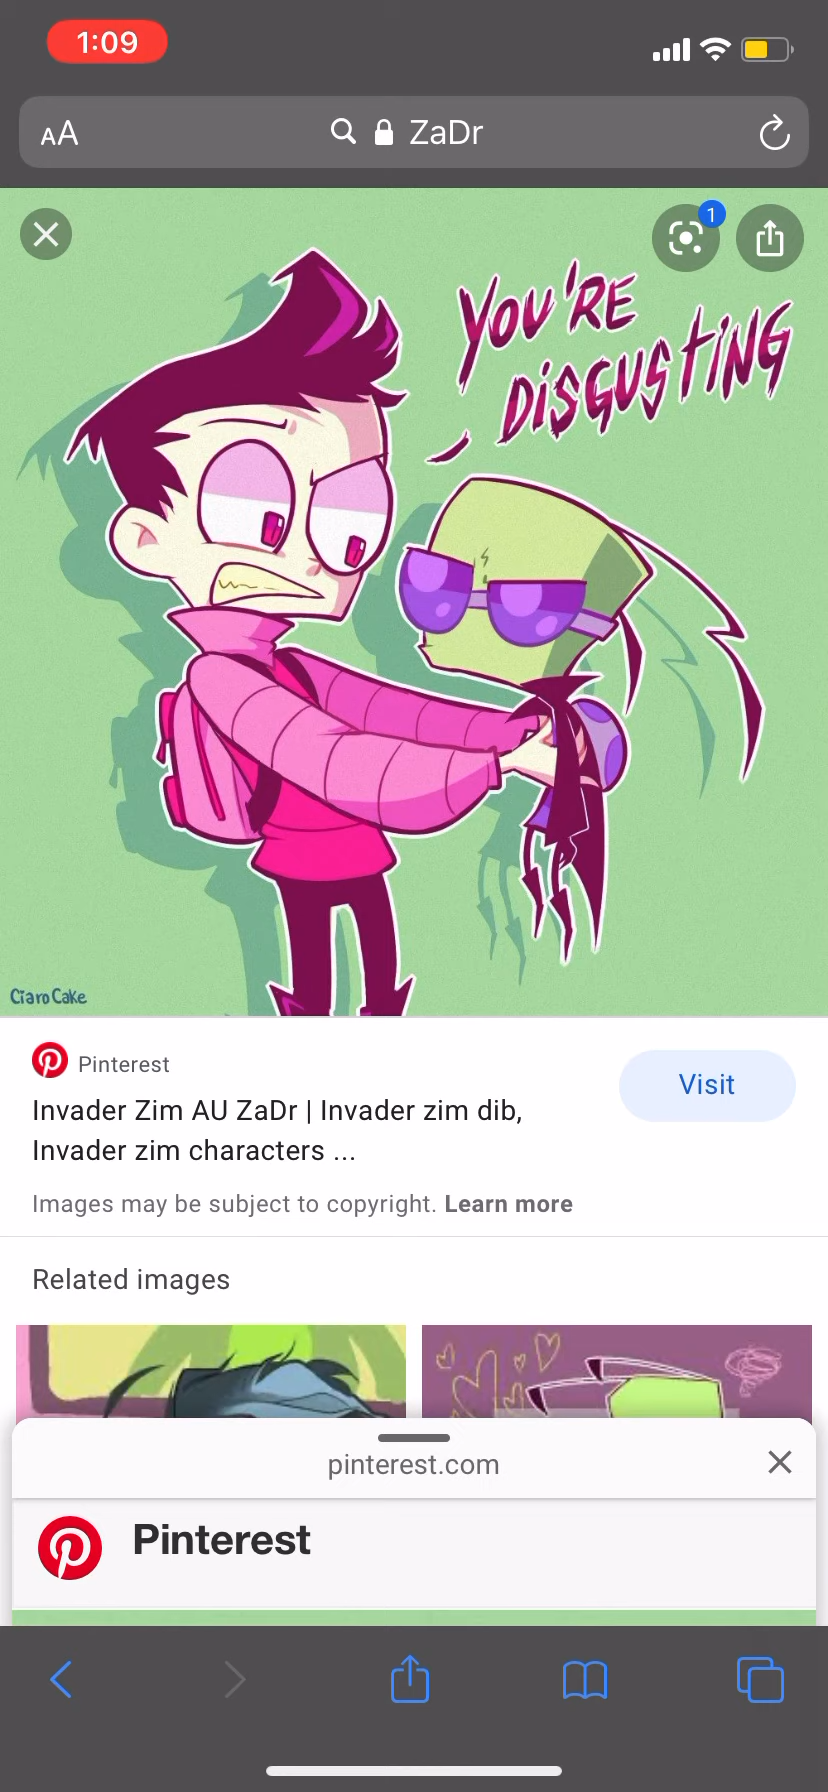 1:09
AA ZaDr
1
YOU'RE
DISGUSTING
CiaroCake
Pinterest
Visit
Invader Zim AU ZaDr | Invader zim dib,
Invader zim characters ...
Images may be subject to copyright. Learn more
Related images
pinterest.com
Pinterest